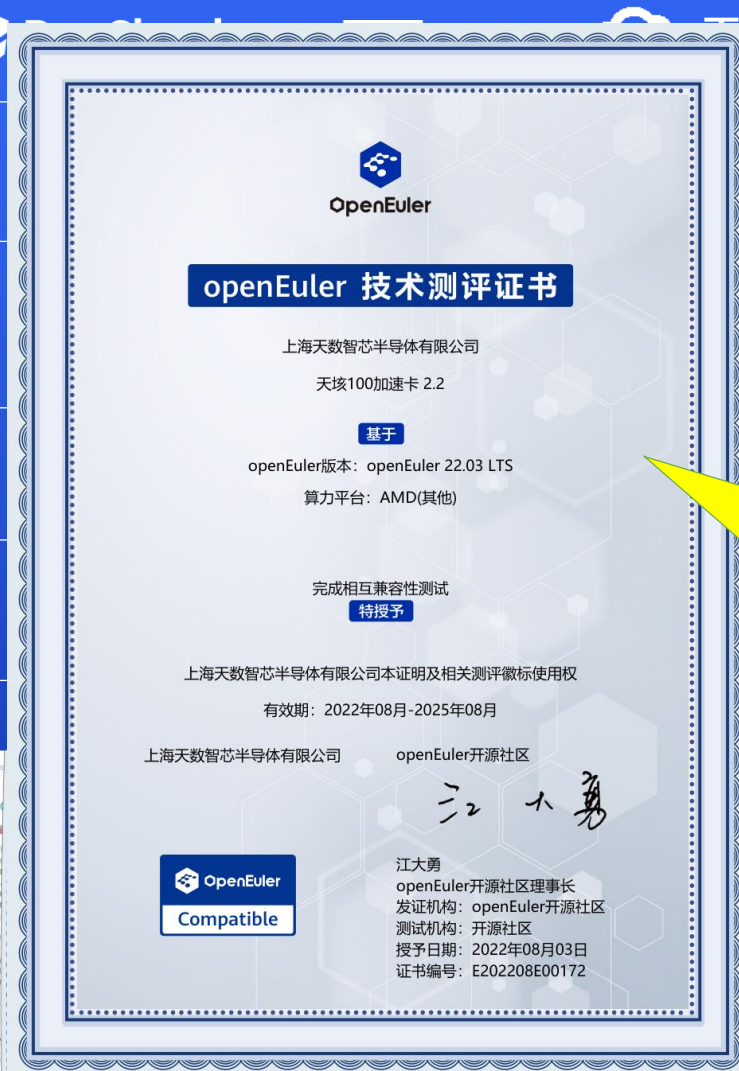 OpenEuler
openEuler 技术测评证书
上海天数智芯半导体有限公司
天垓100加速卡 2.2
基于
openEuler版本：openEuler 22.03 LTS
算力平台：AMD(其他)
完成相互兼容性测试
特授予
上海天数智芯半导体有限公司本证明及相关测评徽标使用权
有效期：2022年08月-2025年08月
上海天数智芯半导体有限公司
openEuler开源社区
江大勇
OpenEuler
Compatible
江大勇
openEuler开源社区理事长
发证机构：openEuler开源社区
测试机构：开源社区
授予日期：2022年08月03日
证书编号：E202208E00172